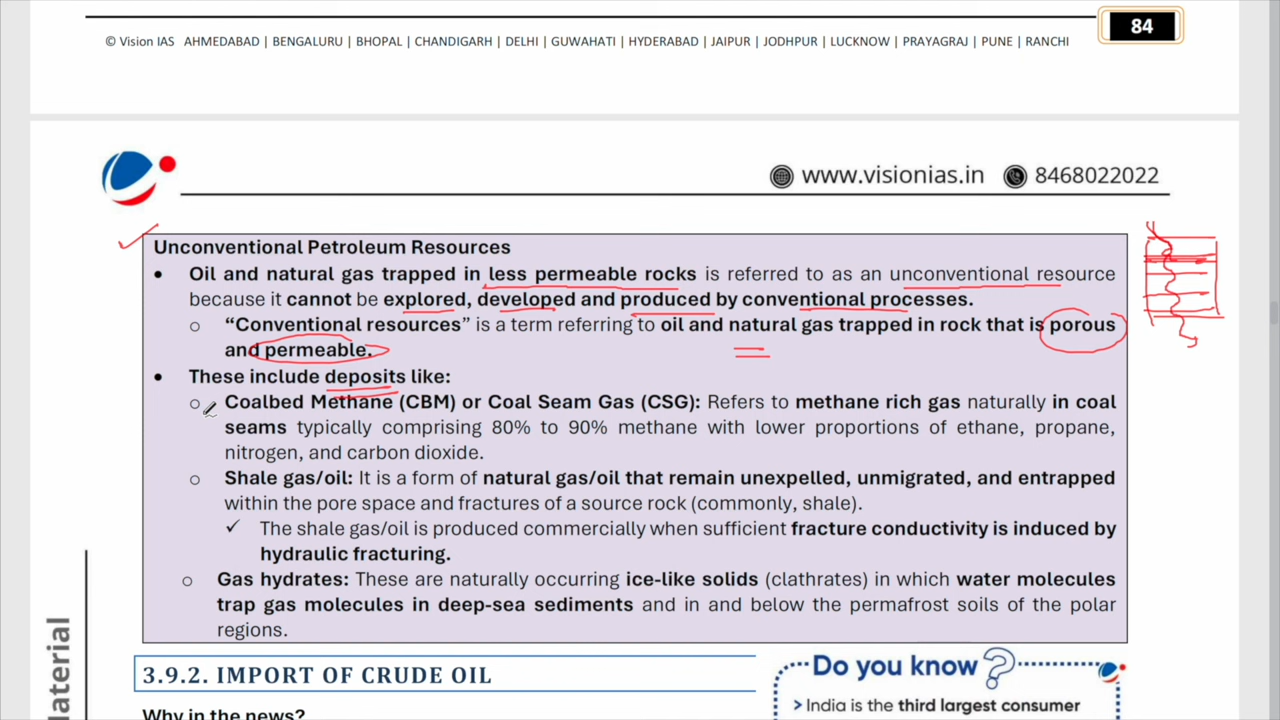 84
© Vision IAS AHMEDABAD | BENGALURU | BHOPAL | CHANDIGARH | DELHI | GUWAHATI | HYDERABAD | JAIPUR | JODHPUR | LUCKNOW | PRAYAGRAJ | PUNE | RANCHI
www.visionias.in 8468022022
Unconventional Petroleum Resources
• Oil and natural gas trapped in less permeable rocks is referred to as an unconventional resource
because it cannot be explored, developed and produced by conventional processes.
o “Conventional resources” is a term referring to oil and natural gas trapped in rock that is porous
and permeable.
• These include deposits like:
o Coalbed Methane (CBM) or Coal Seam Gas (CSG): Refers to methane rich gas naturally in coal
seams typically comprising 80% to 90% methane with lower proportions of ethane, propane,
nitrogen, and carbon dioxide.
o Shale gas/oil: It is a form of natural gas/oil that remain unexpelled, unmigrated, and entrapped
within the pore space and fractures of a source rock (commonly, shale).
✓ The shale gas/oil is produced commercially when sufficient fracture conductivity is induced by
hydraulic fracturing.
o Gas hydrates: These are naturally occurring ice-like solids (clathrates) in which water molecules
trap gas molecules in deep-sea sediments and in and below the permafrost soils of the polar
regions.
3.9.2. IMPORT OF CRUDE OIL
Why in the news?
Do you know ?
> India is the third largest consumer